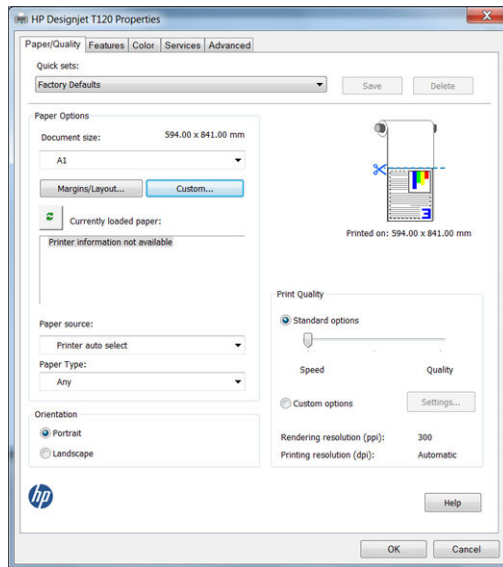 HP Designjet T120 Properties
Paper/Quality Features Color Services Advanced
Quick sets:
Factory Defaults
Save Delete
Paper Options
Document size: 594.00 x 841.00 mm
A1
Margins/Layout... Custom...
Currently loaded paper:
Printer information not available
Paper source:
Printer auto select
Paper Type:
Any
Orientation
Portrait
Landscape
3
Printed on: 594.00 x 841.00 mm
Print Quality
Standard options
Speed Quality
Custom options Settings...
Rendering resolution (ppi): 300
Printing resolution (dpi): Automatic
hp
Help
OK Cancel